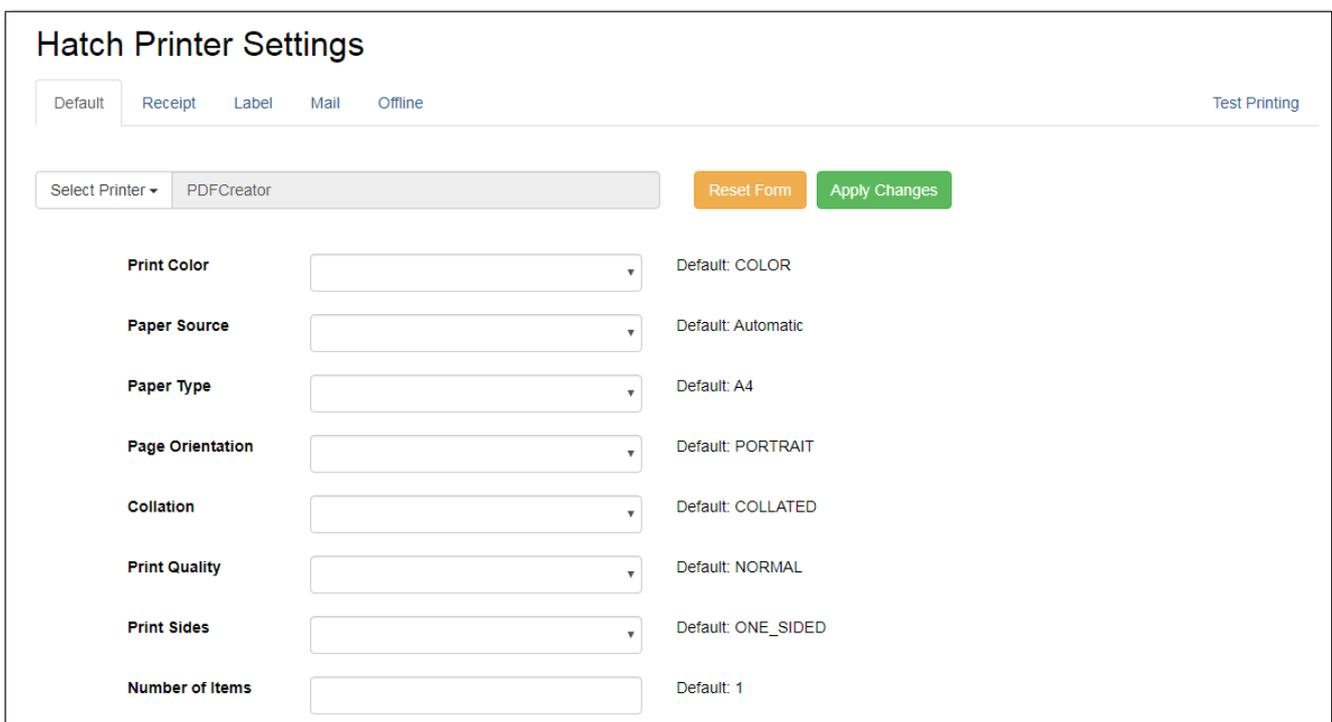 Hatch Printer Settings
Default Receipt Label Mail Offline Test Printing
Select Printer PDFCreator Reset Form Apply Changes
Print Color Default: COLOR
Paper Source Default: Automatic
Paper Type Default: A4
Page Orientation Default: PORTRAIT
Collation Default: COLLATED
Print Quality Default: NORMAL
Print Sides Default: ONE_SIDED
Number of Items Default: 1